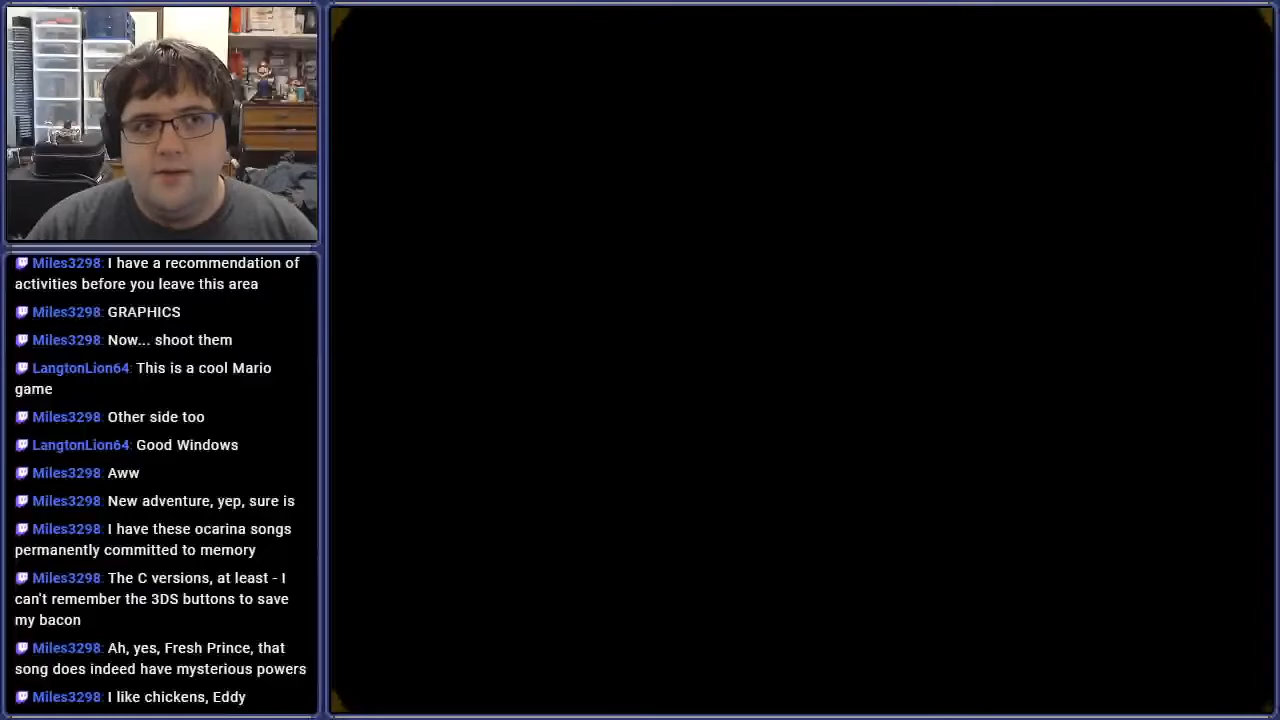 Miles3298: I have a recommendation of
activities before you leave this area
Miles3298: GRAPHICS
Miles3298: Now... shoot them
LangtonLion64: This is a cool Mario
game
Miles3298: Other side too
LangtonLion64: Good Windows
Miles3298: Aww
Miles3298: New adventure, yep, sure is
Miles3298: I have these ocarina songs
permanently committed to memory
Miles3298: The C versions, at least - I
can't remember the 3DS buttons to save
my bacon
Miles3298: Ah, yes, Fresh Prince, that
song does indeed have mysterious powers
Miles3298: I like chickens, Eddy